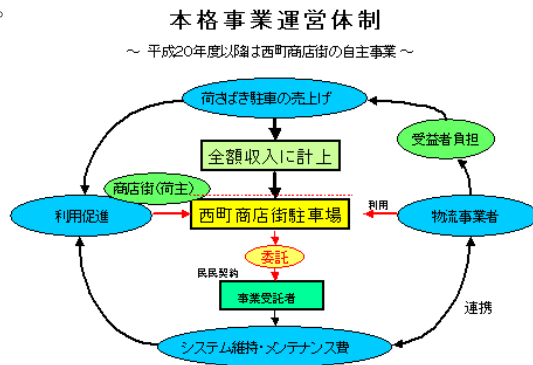 本格事業運営体制
～ 平成20年度以降は西町商店街の自主事業 ～
荷さばき駐車の売上げ
受益者負担
全額収入に計上
商店街(荷主)
利用促進
西町商店街駐車場
利用
物流事業者
委託
民民契約
事業受託者
連携
システム維持・メンテナンス費